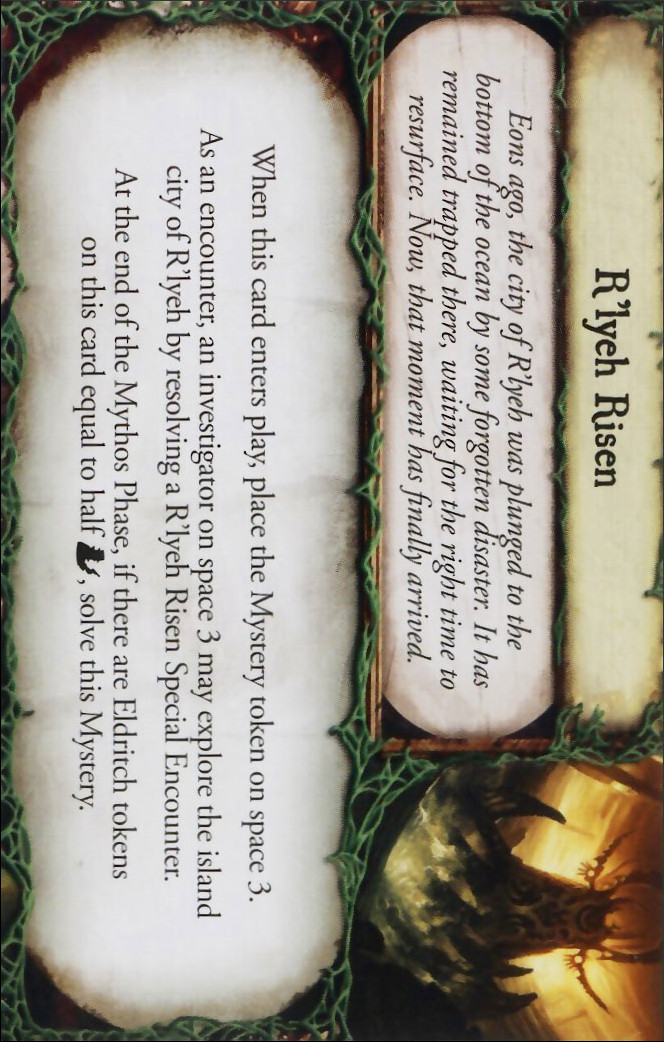 R'lyeh Risen
Eons ago, the city of R'lyeh was plunged to the
bottom of the ocean by some forgotten disaster. It has
remained trapped there, waiting for the right time to
resurface. Now, that moment has finally arrived.
When this card enters play, place the Mystery token on space 3.
As an encounter, an investigator on space 3 may explore the island
city of R'lyeh by resolving a R'lyeh Risen Special Encounter.
At the end of the Mythos Phase, if there are Eldritch tokens
on this card equal to half , solve this Mystery.